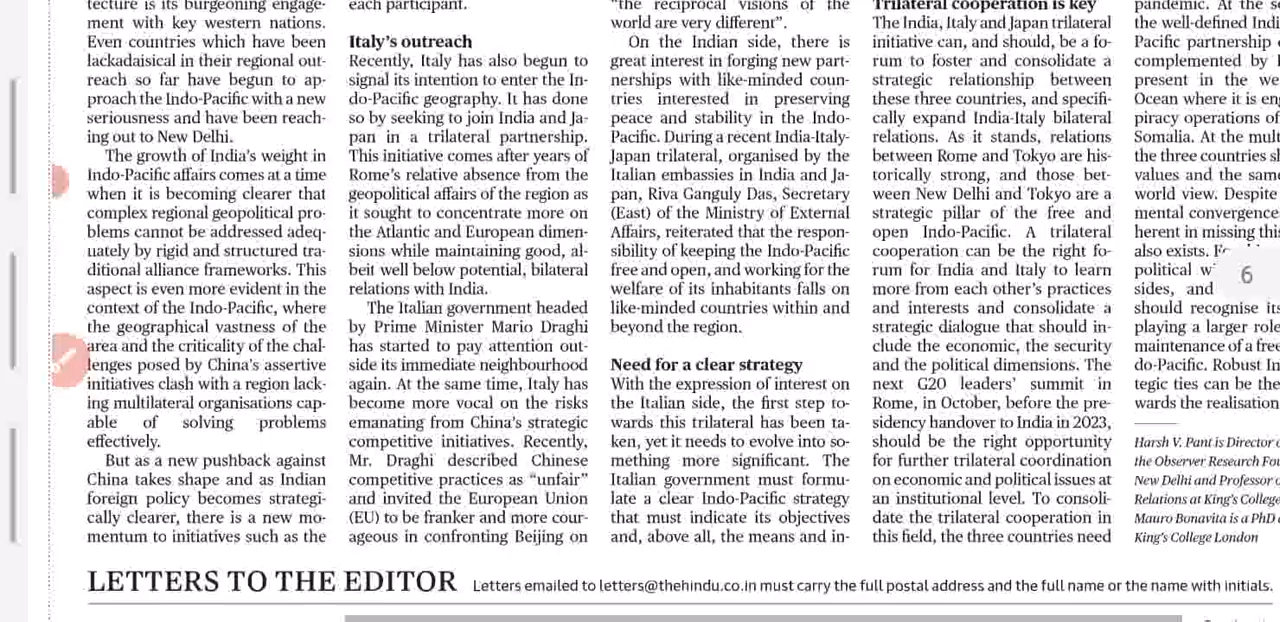 tecture is its burgeoning engage-
ment with key western nations.
Even countries which have been
lackadaisical in their regional out-
reach so far have begun to ap-
proach the Indo-Pacific with a new
seriousness and have been reach-
ing out to New Delhi.
The growth of India's weight in
Indo-Pacific affairs comes at a time
when it is becoming clearer that
complex regional geopolitical pro-
blems cannot be addressed adeq-
uately by rigid and structured tra-
ditional alliance frameworks. This
aspect is even more evident in the
context of the Indo-Pacific, where
the geographical vastness of the
area and the criticality of the chal-
lenges posed by China's assertive
initiatives clash with a region lack-
ing multilateral organisations cap-
able of solving problems
effectively.
But as a new pushback against
China takes shape and as Indian
foreign policy becomes strategi-
cally clearer, there is a new mo-
mentum to initiatives such as the
each participant.
Italy's outreach
Recently, Italy has also begun to
signal its intention to enter the In-
do-Pacific geography. It has done
so by seeking to join India and Ja-
pan in a trilateral partnership.
This initiative comes after years of
Rome's relative absence from the
geopolitical affairs of the region as
it sought to concentrate more on
the Atlantic and European dimen-
sions while maintaining good, al-
beit well below potential, bilateral
relations with India.
The Italian government headed
by Prime Minister Mario Draghi
has started to pay attention out-
side its immediate neighbourhood
again. At the same time, Italy has
become more vocal on the risks
emanating from China's strategic
competitive initiatives. Recently,
Mr. Draghi described Chinese
competitive practices as "unfair"
and invited the European Union
(EU) to be franker and more cour-
ageous in confronting Beijing on
"the reciprocal visions of the
world are very different".
On the Indian side, there is
great interest in forging new part-
nerships with like-minded coun-
tries interested in preserving
peace and stability in the Indo-
Pacific. During a recent India-Italy-
Japan trilateral, organised by the
Italian embassies in India and Ja-
pan, Riva Ganguly Das, Secretary
(East) of the Ministry of External
Affairs, reiterated that the respon-
sibility of keeping the Indo-Pacific
free and open, and working for the
welfare of its inhabitants falls on
like-minded countries within and
beyond the region.
Need for a clear strategy
With the expression of interest on
the Italian side, the first step to-
wards this trilateral has been ta-
ken, yet it needs to evolve into so-
mething more significant. The
Italian government must formu-
late a clear Indo-Pacific strategy
that must indicate its objectives
and, above all, the means and in-
Trilateral cooperation is key
The India, Italy and Japan trilateral
initiative can, and should, be a fo-
rum to foster and consolidate a
strategic relationship between
these three countries, and specifi-
cally expand India-Italy bilateral
relations. As it stands, relations
between Rome and Tokyo are his-
torically strong, and those bet-
ween New Delhi and Tokyo are a
strategic pillar of the free and
open Indo-Pacific. A trilateral
cooperation can be the right fo-
rum for India and Italy to learn
more from each other's practices
and interests and consolidate a
strategic dialogue that should in-
clude the economic, the security
and the political dimensions. The
next G20 leaders' summit in
Rome, in October, before the pre-
sidency handover to India in 2023,
should be the right opportunity
for further trilateral coordination
on economic and political issues at
an institutional level. To consoli-
date the trilateral cooperation in
this field, the three countries need
pandemic. At the s
the well-defined Indi
Pacific partnership
complemented by
present in the we
Ocean where it is en
piracy operations of
Somalia. At the mult
the three countries sh
values and the same
world view. Despite
mental convergence
herent in missing this
also exists.
political w
sides, and
should recognise its
playing a larger role
maintenance of a free
do-Pacific. Robust In
tegic ties can be the
wards the realisation
Harsh V. Pant is Director
the Observer Research Fou
New Delhi and Professor o
Relations at King's College
Mauro Bonavita is a PhD
King's College London
6
LETTERS TO THE EDITOR Letters emailed to letters@thehindu.co.in must carry the full postal address and the full name or the name with initials.